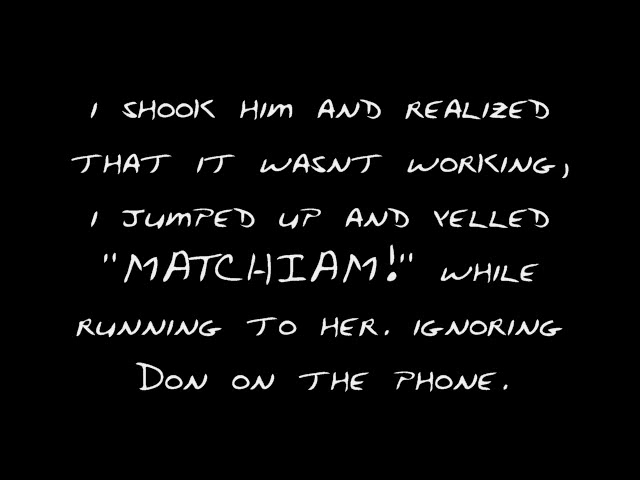 I SHOOK HIM AND REALIZED
THAT IT WASNT WORKING,
I JUMPED UP AND YELLED
"MATCHIAM!" WHILE
RUNNING TO HER. IGNORING
DON ON THE PHONE.